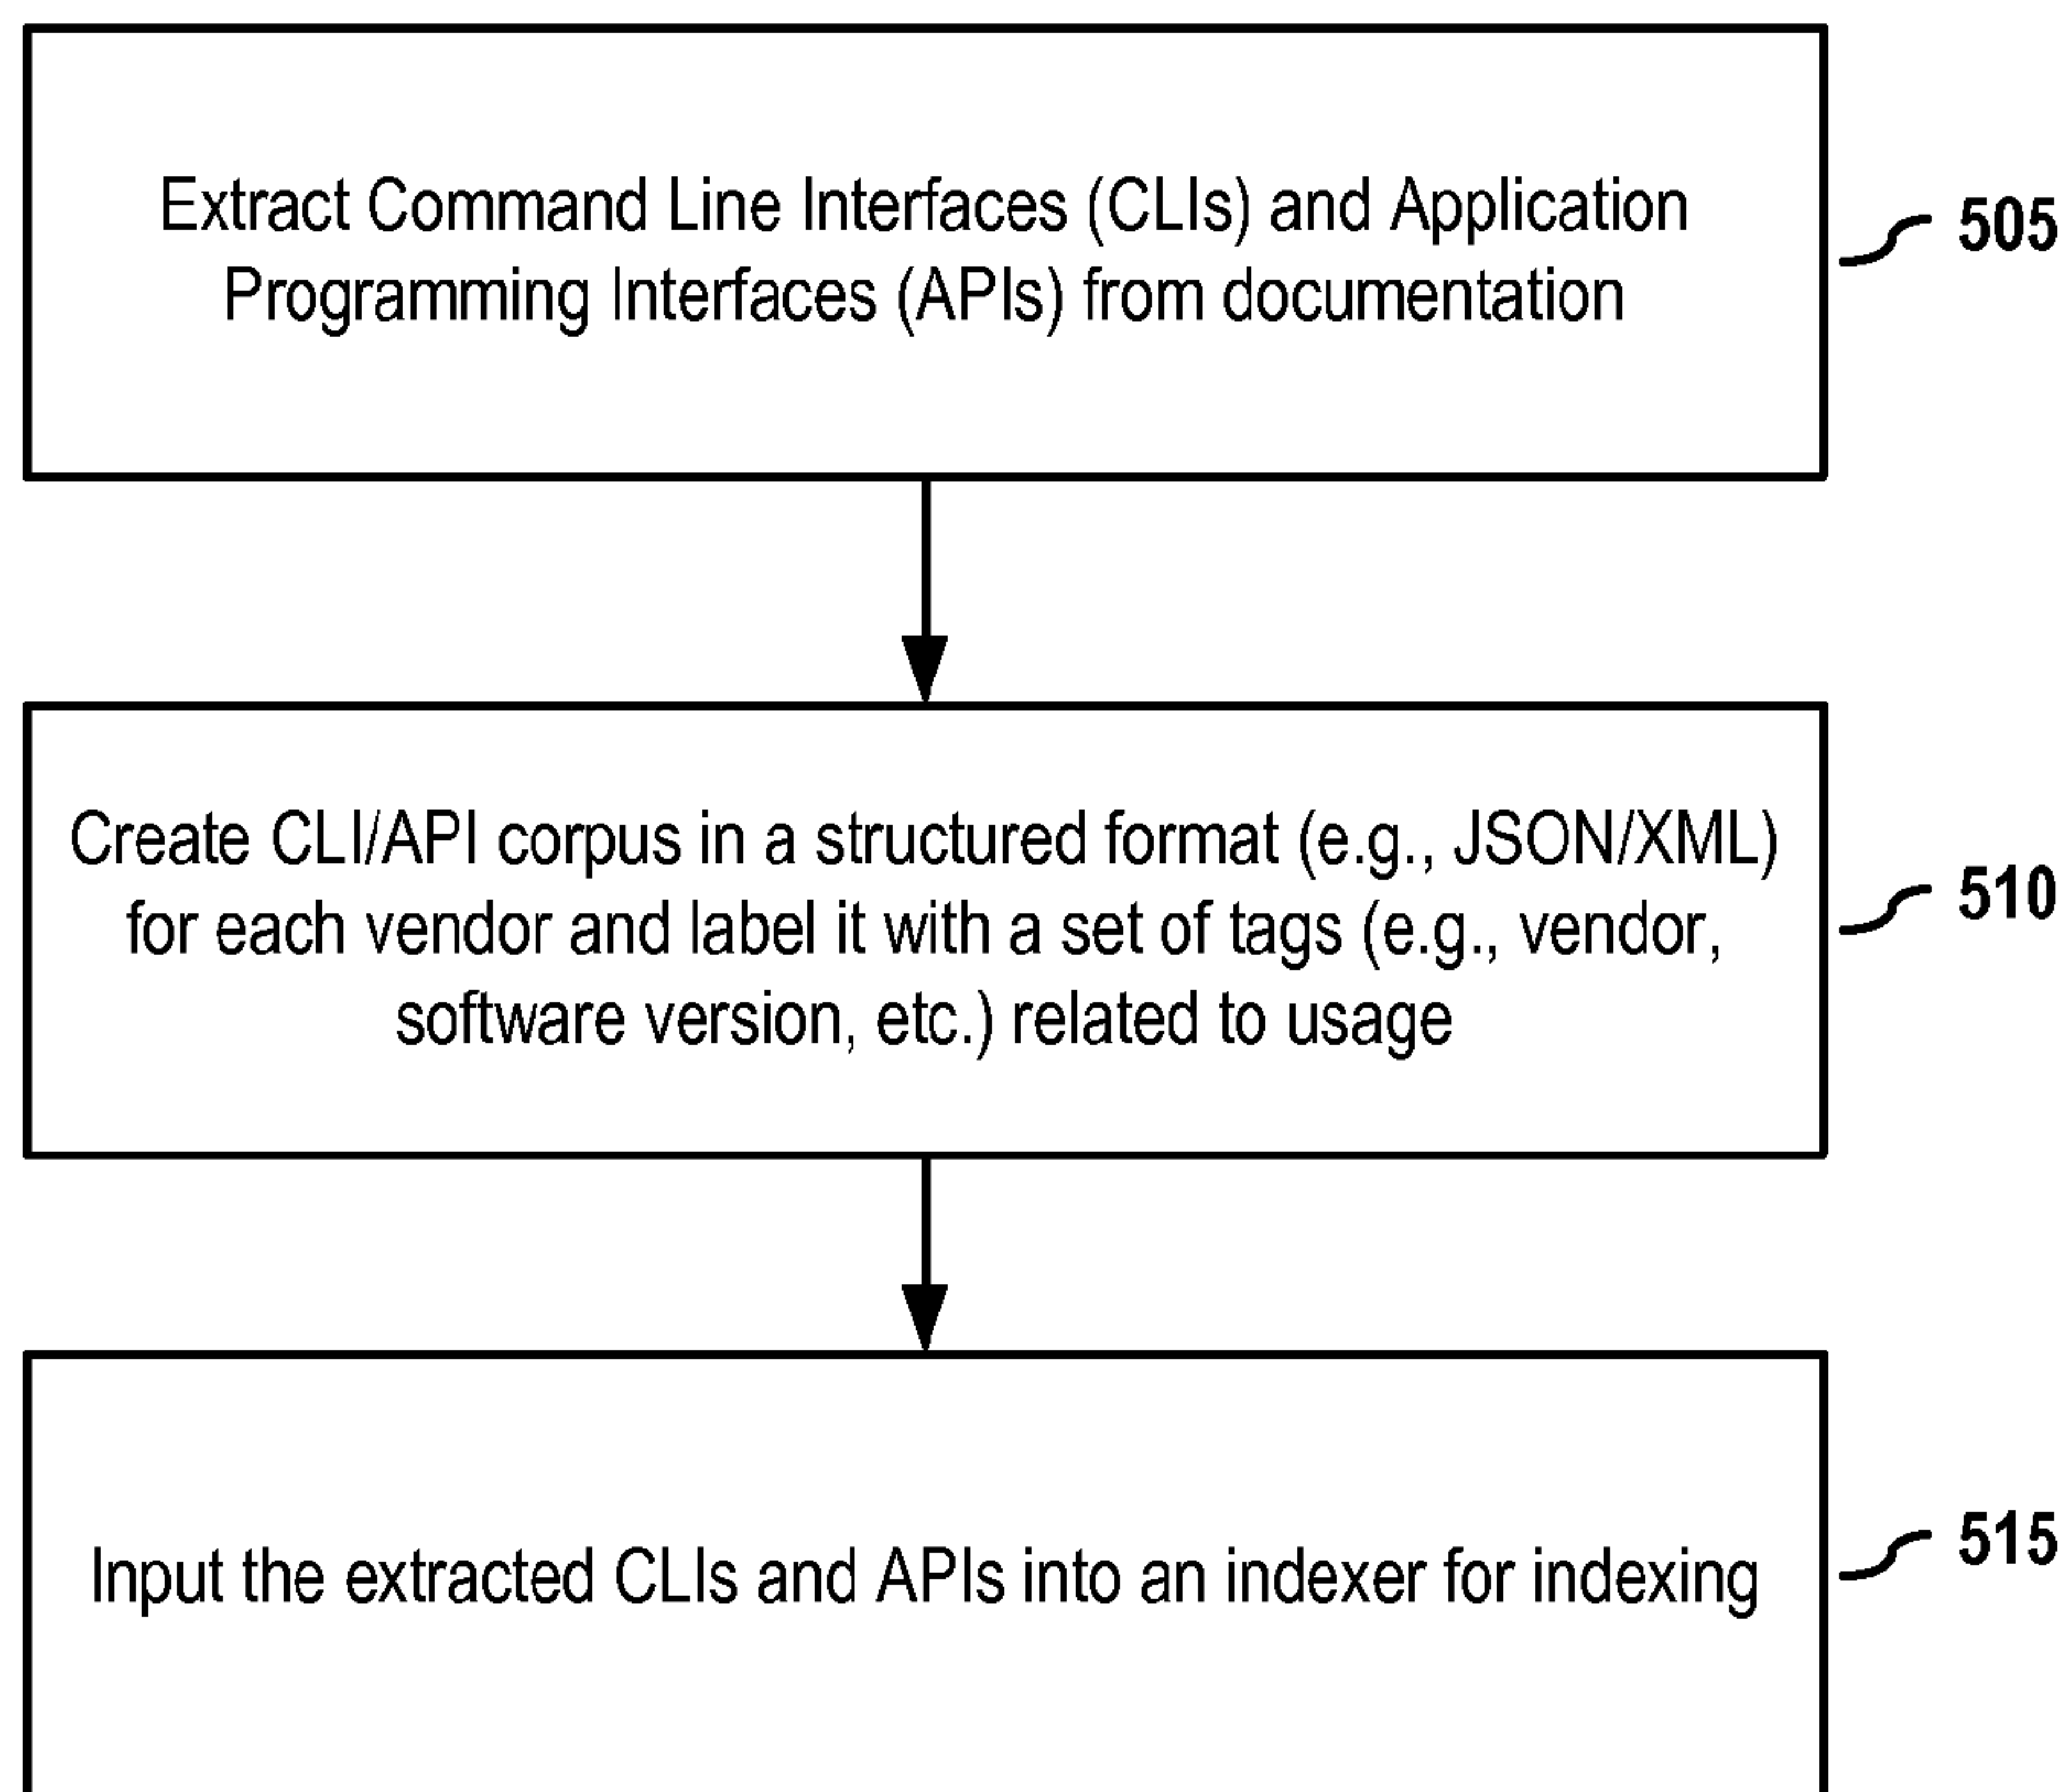 Extract Command Line Interfaces (CLIs) and Application
Programming Interfaces (APIs) from documentation
505
Create CLI/API corpus in a structured format (e.g., JSON/XML)
for each vendor and label it with a set of tags (e.g., vendor,
software version, etc.) related to usage
510
Input the extracted CLIs and APIs into an indexer for indexing
515